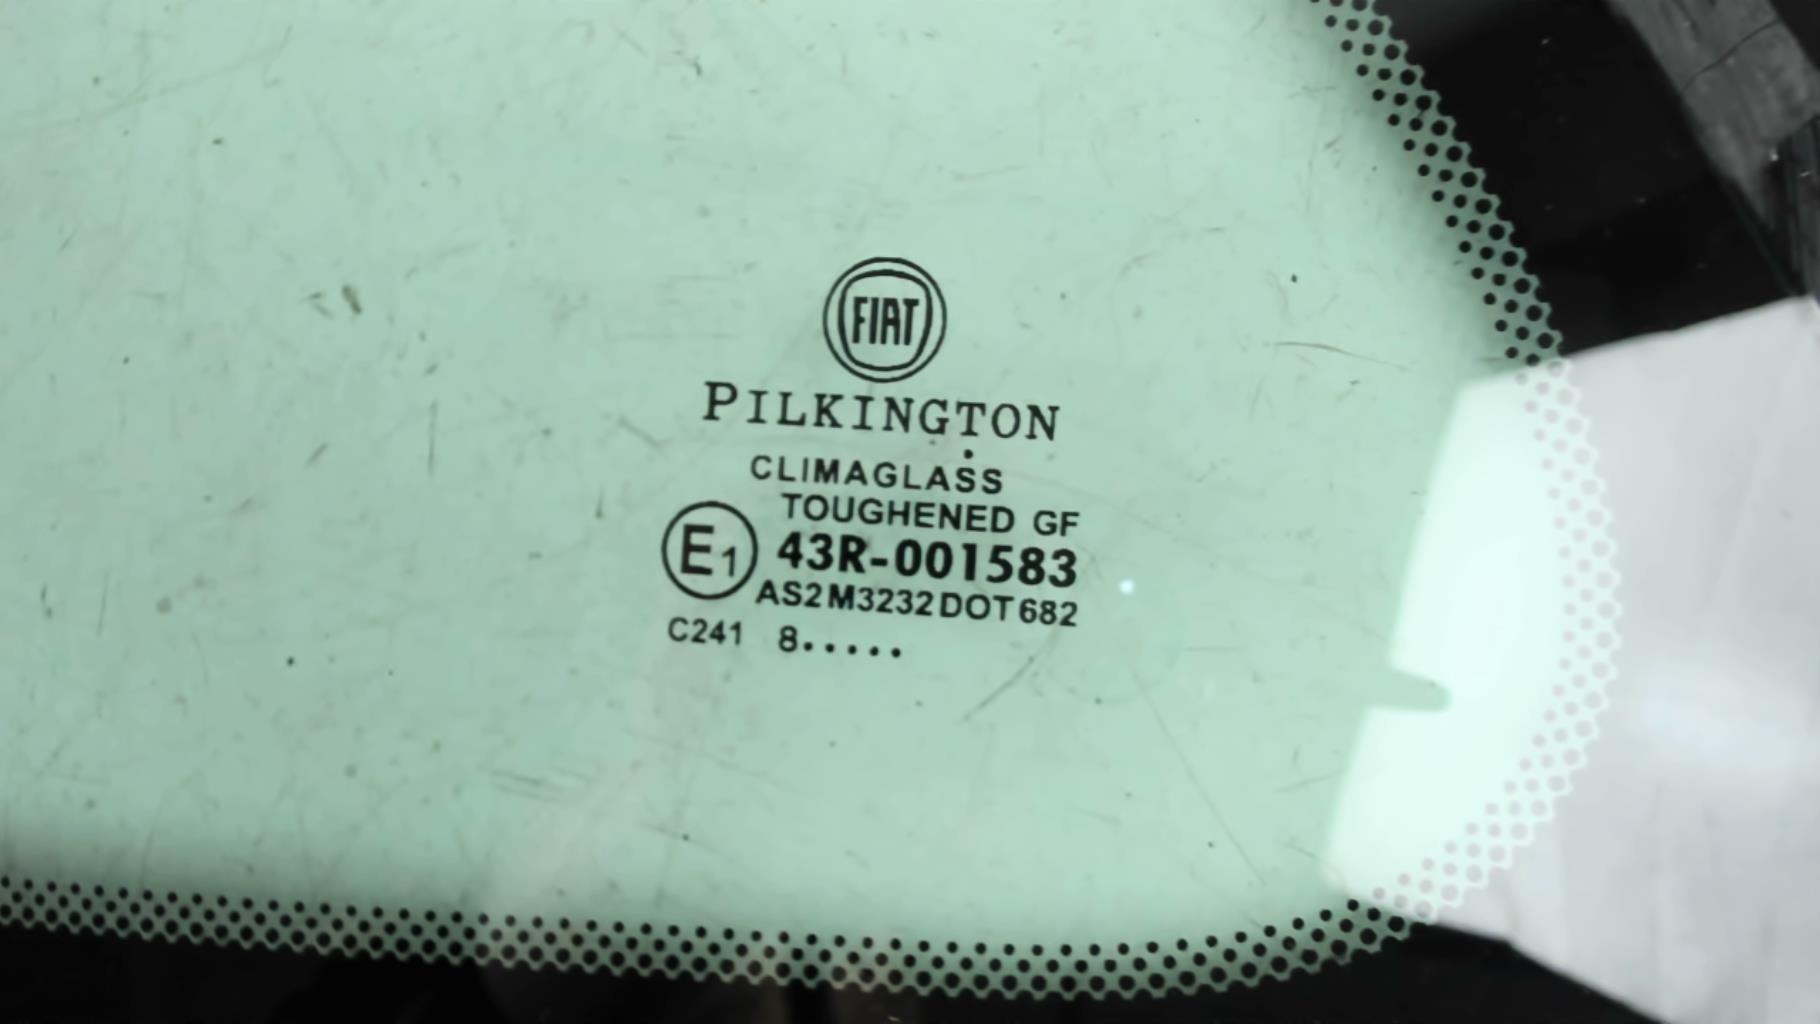 FIAT
PILKINGTON
CLIMAGLASS
TOUGHENED GF
E1 43R-001583
AS2 M3232 DOT 682
C241 8.....